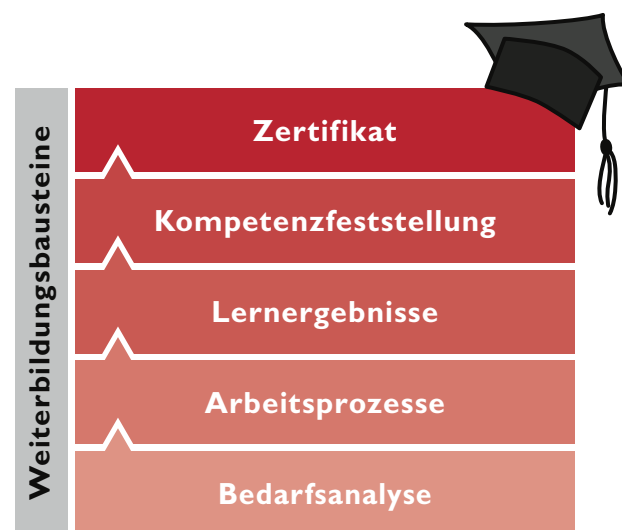 Weiterbildungsbausteine
Zertifikat
Kompetenzfeststellung
Lernergebnisse
Arbeitsprozesse
Bedarfsanalyse